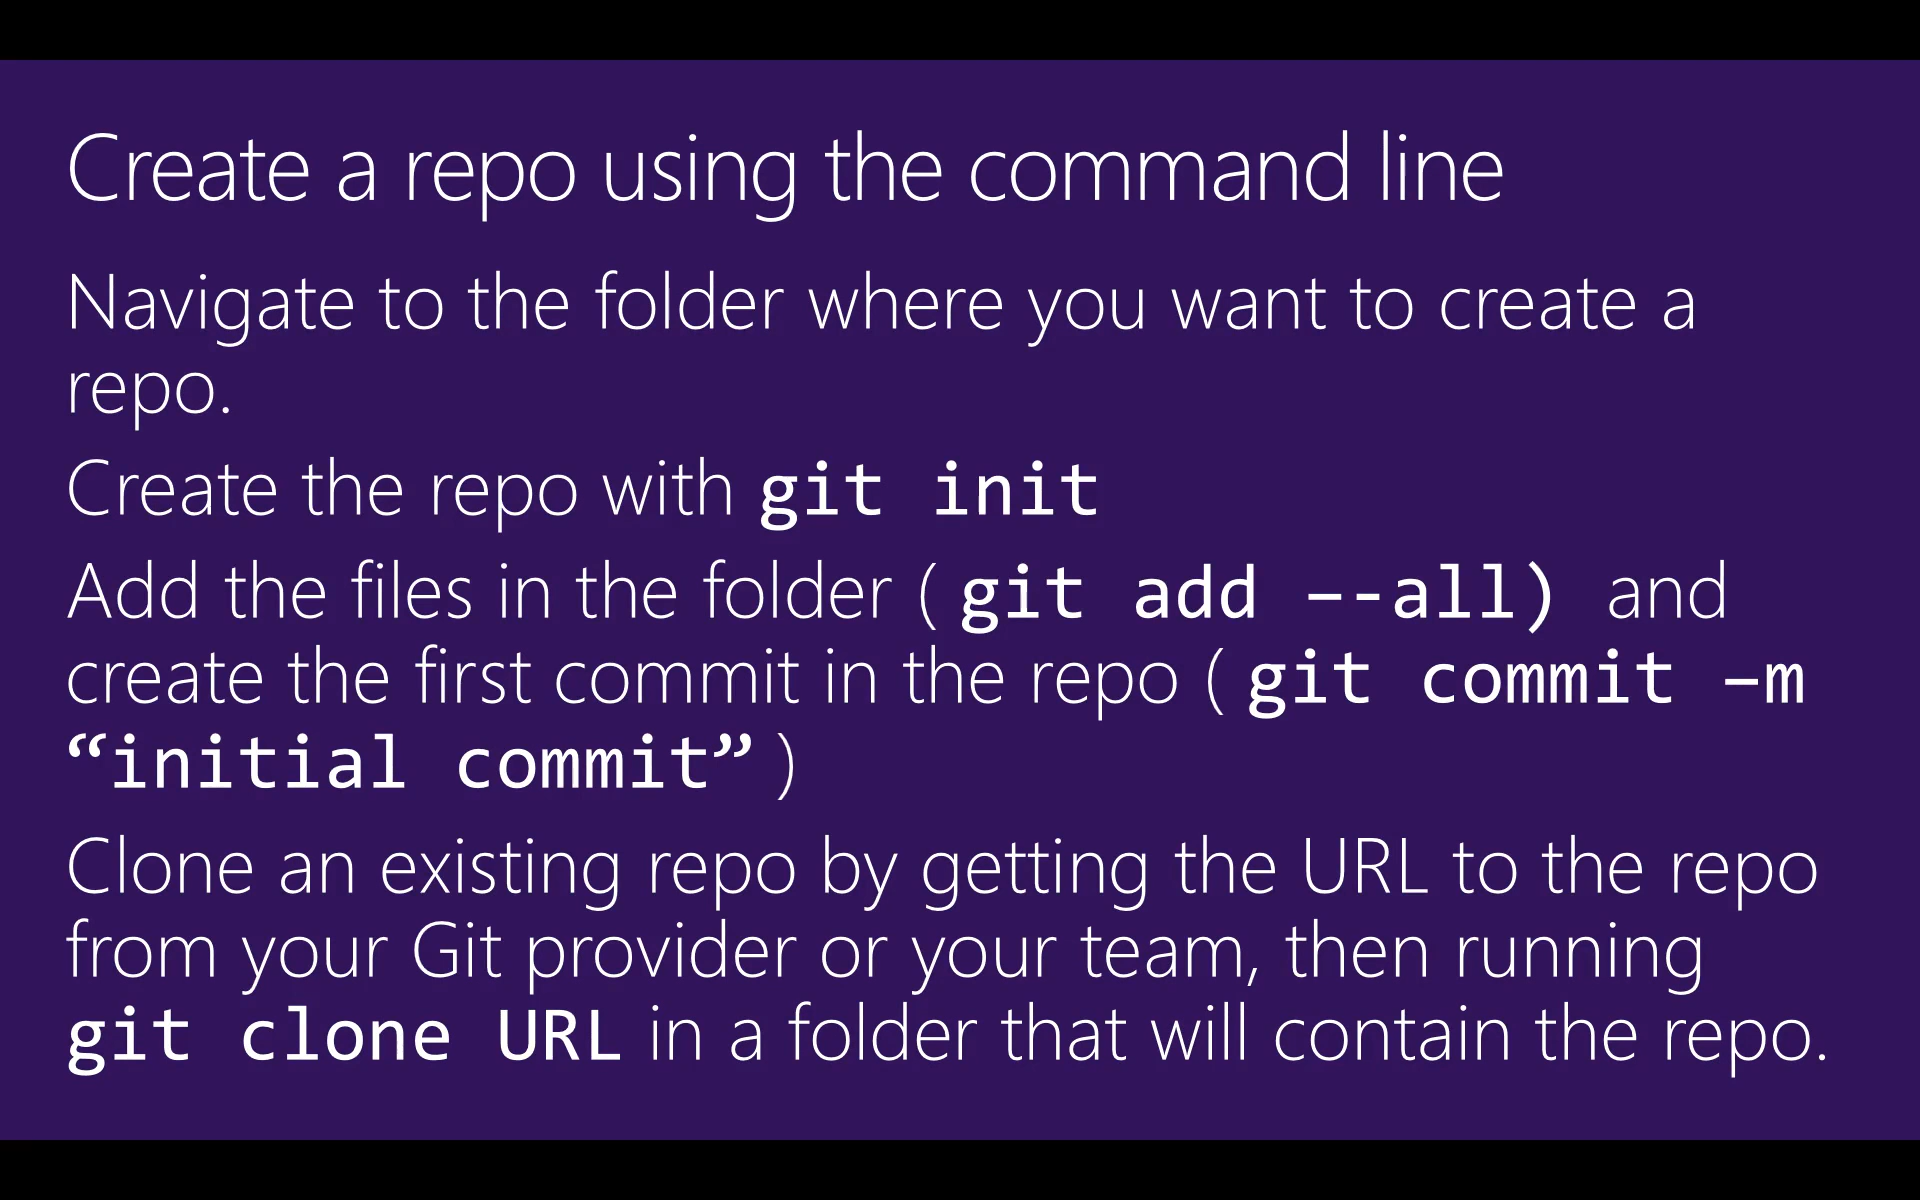 Create a repo using the command line
Navigate to the folder where you want to create a
repo.
Create the repo with git init
Add the files in the folder ( git add –-all) and
create the first commit in the repo ( git commit –m
“initial commit” )
Clone an existing repo by getting the URL to the repo
from your Git provider or your team, then running
git clone URL in a folder that will contain the repo.